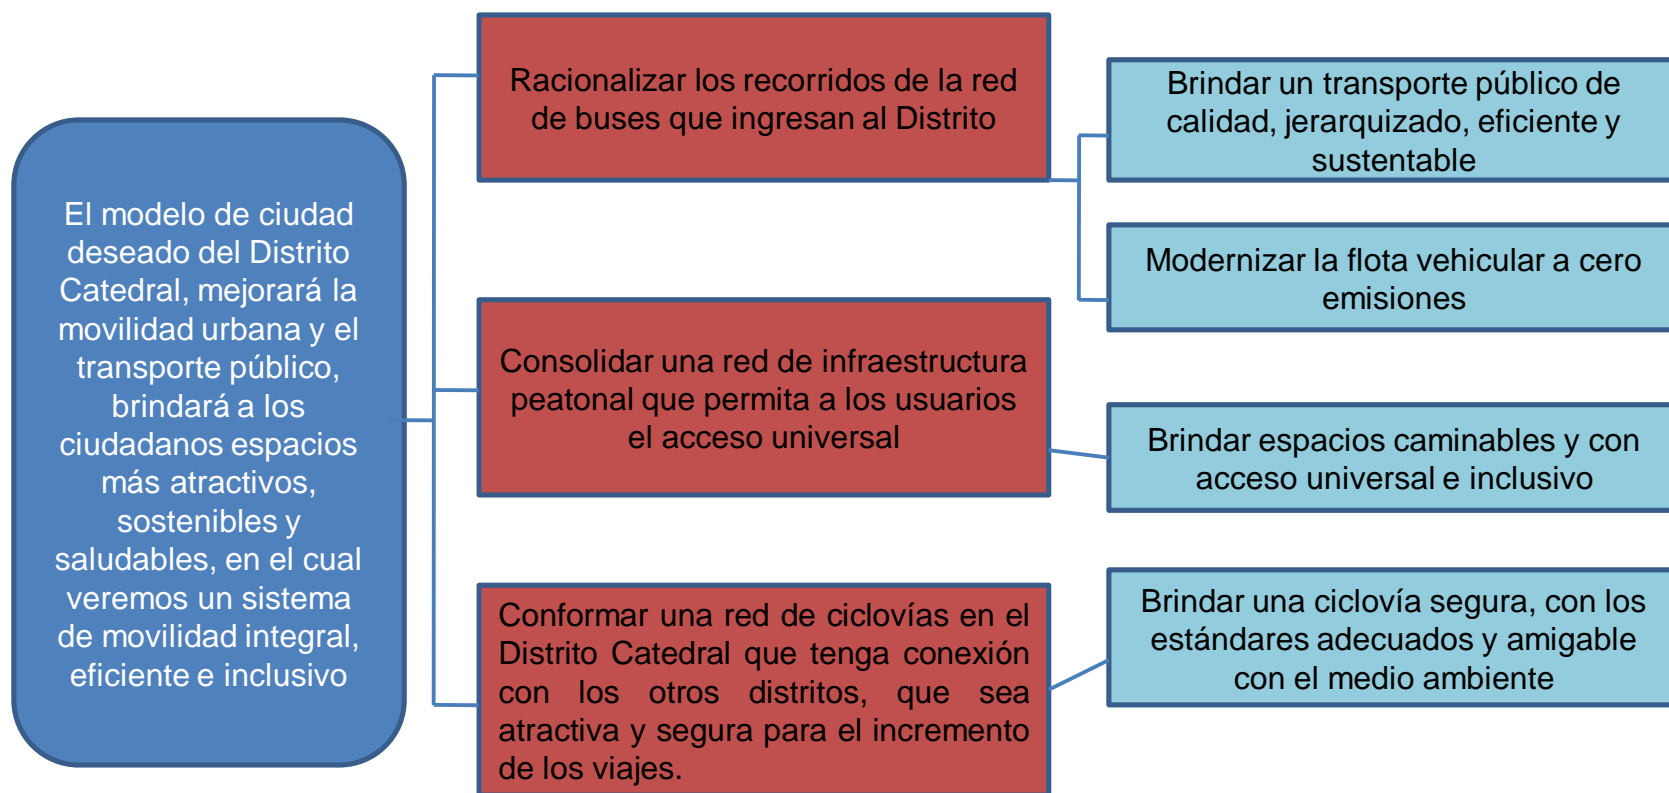 El modelo de ciudad
deseado del Distrito
Catedral, mejorará la
movilidad urbana y el
transporte público,
brindará a los
ciudadanos espacios
más atractivos,
sostenibles y
saludables, en el cual
veremos un sistema
de movilidad integral,
eficiente e inclusivo
Racionalizar los recorridos de la red
de buses que ingresan al Distrito
Brindar un transporte público de
calidad, jerarquizado, eficiente y
sustentable
Modernizar la flota vehicular a cero
emisiones
Consolidar una red de infraestructura
peatonal que permita a los usuarios
el acceso universal
Brindar espacios caminables y con
acceso universal e inclusivo
Conformar una red de ciclovías en el
Distrito Catedral que tenga conexión
con los otros distritos, que sea
atractiva y segura para el incremento
de los viajes.
Brindar una ciclovía segura, con los
estándares adecuados y amigable
con el medio ambiente